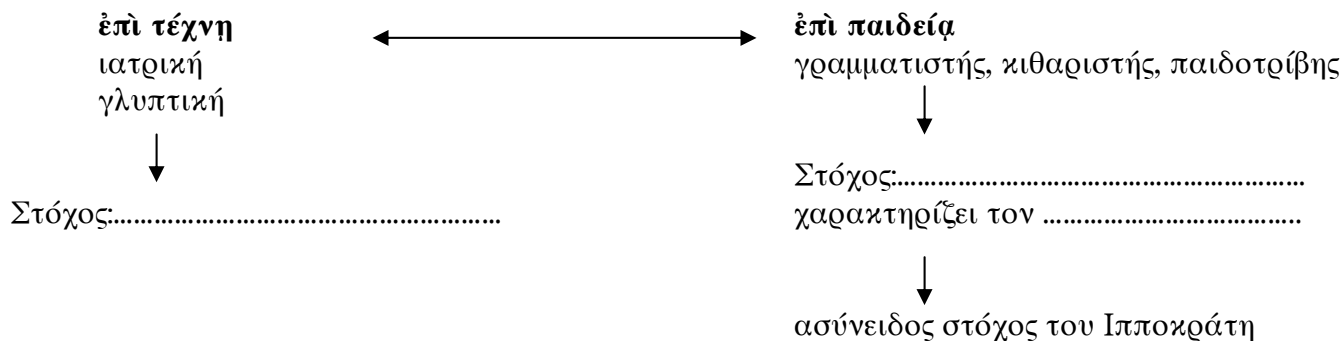 ἐπὶ τέχνῃ
ιατρική
γλυπτική
Στόχος:......................................................
ἐπὶ παιδείᾳ
γραμματιστής, κιθαριστής, παιδοτρίβης
Στόχος:.........................................................
χαρακτηρίζει τον ....................................
ασύνειδος στόχος του Ιπποκράτη